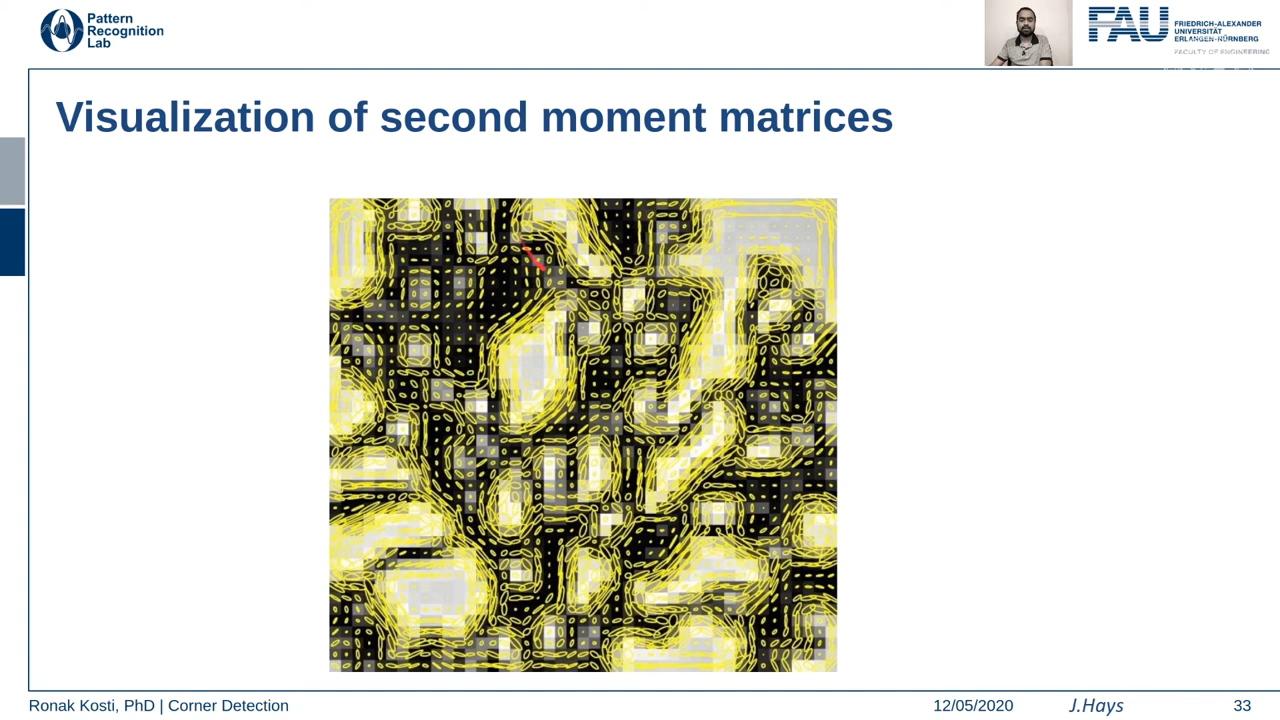 Pattern
Recognition
Lab
FAU
FRIEDRICH-ALEXANDER
UNIVERSITÄT
ERLANGEN-NÜRNBERG
FACULTY OF ENGINEERING
Visualization of second moment matrices
Ronak Kosti, PhD | Corner Detection
12/05/2020
J.Hays
33